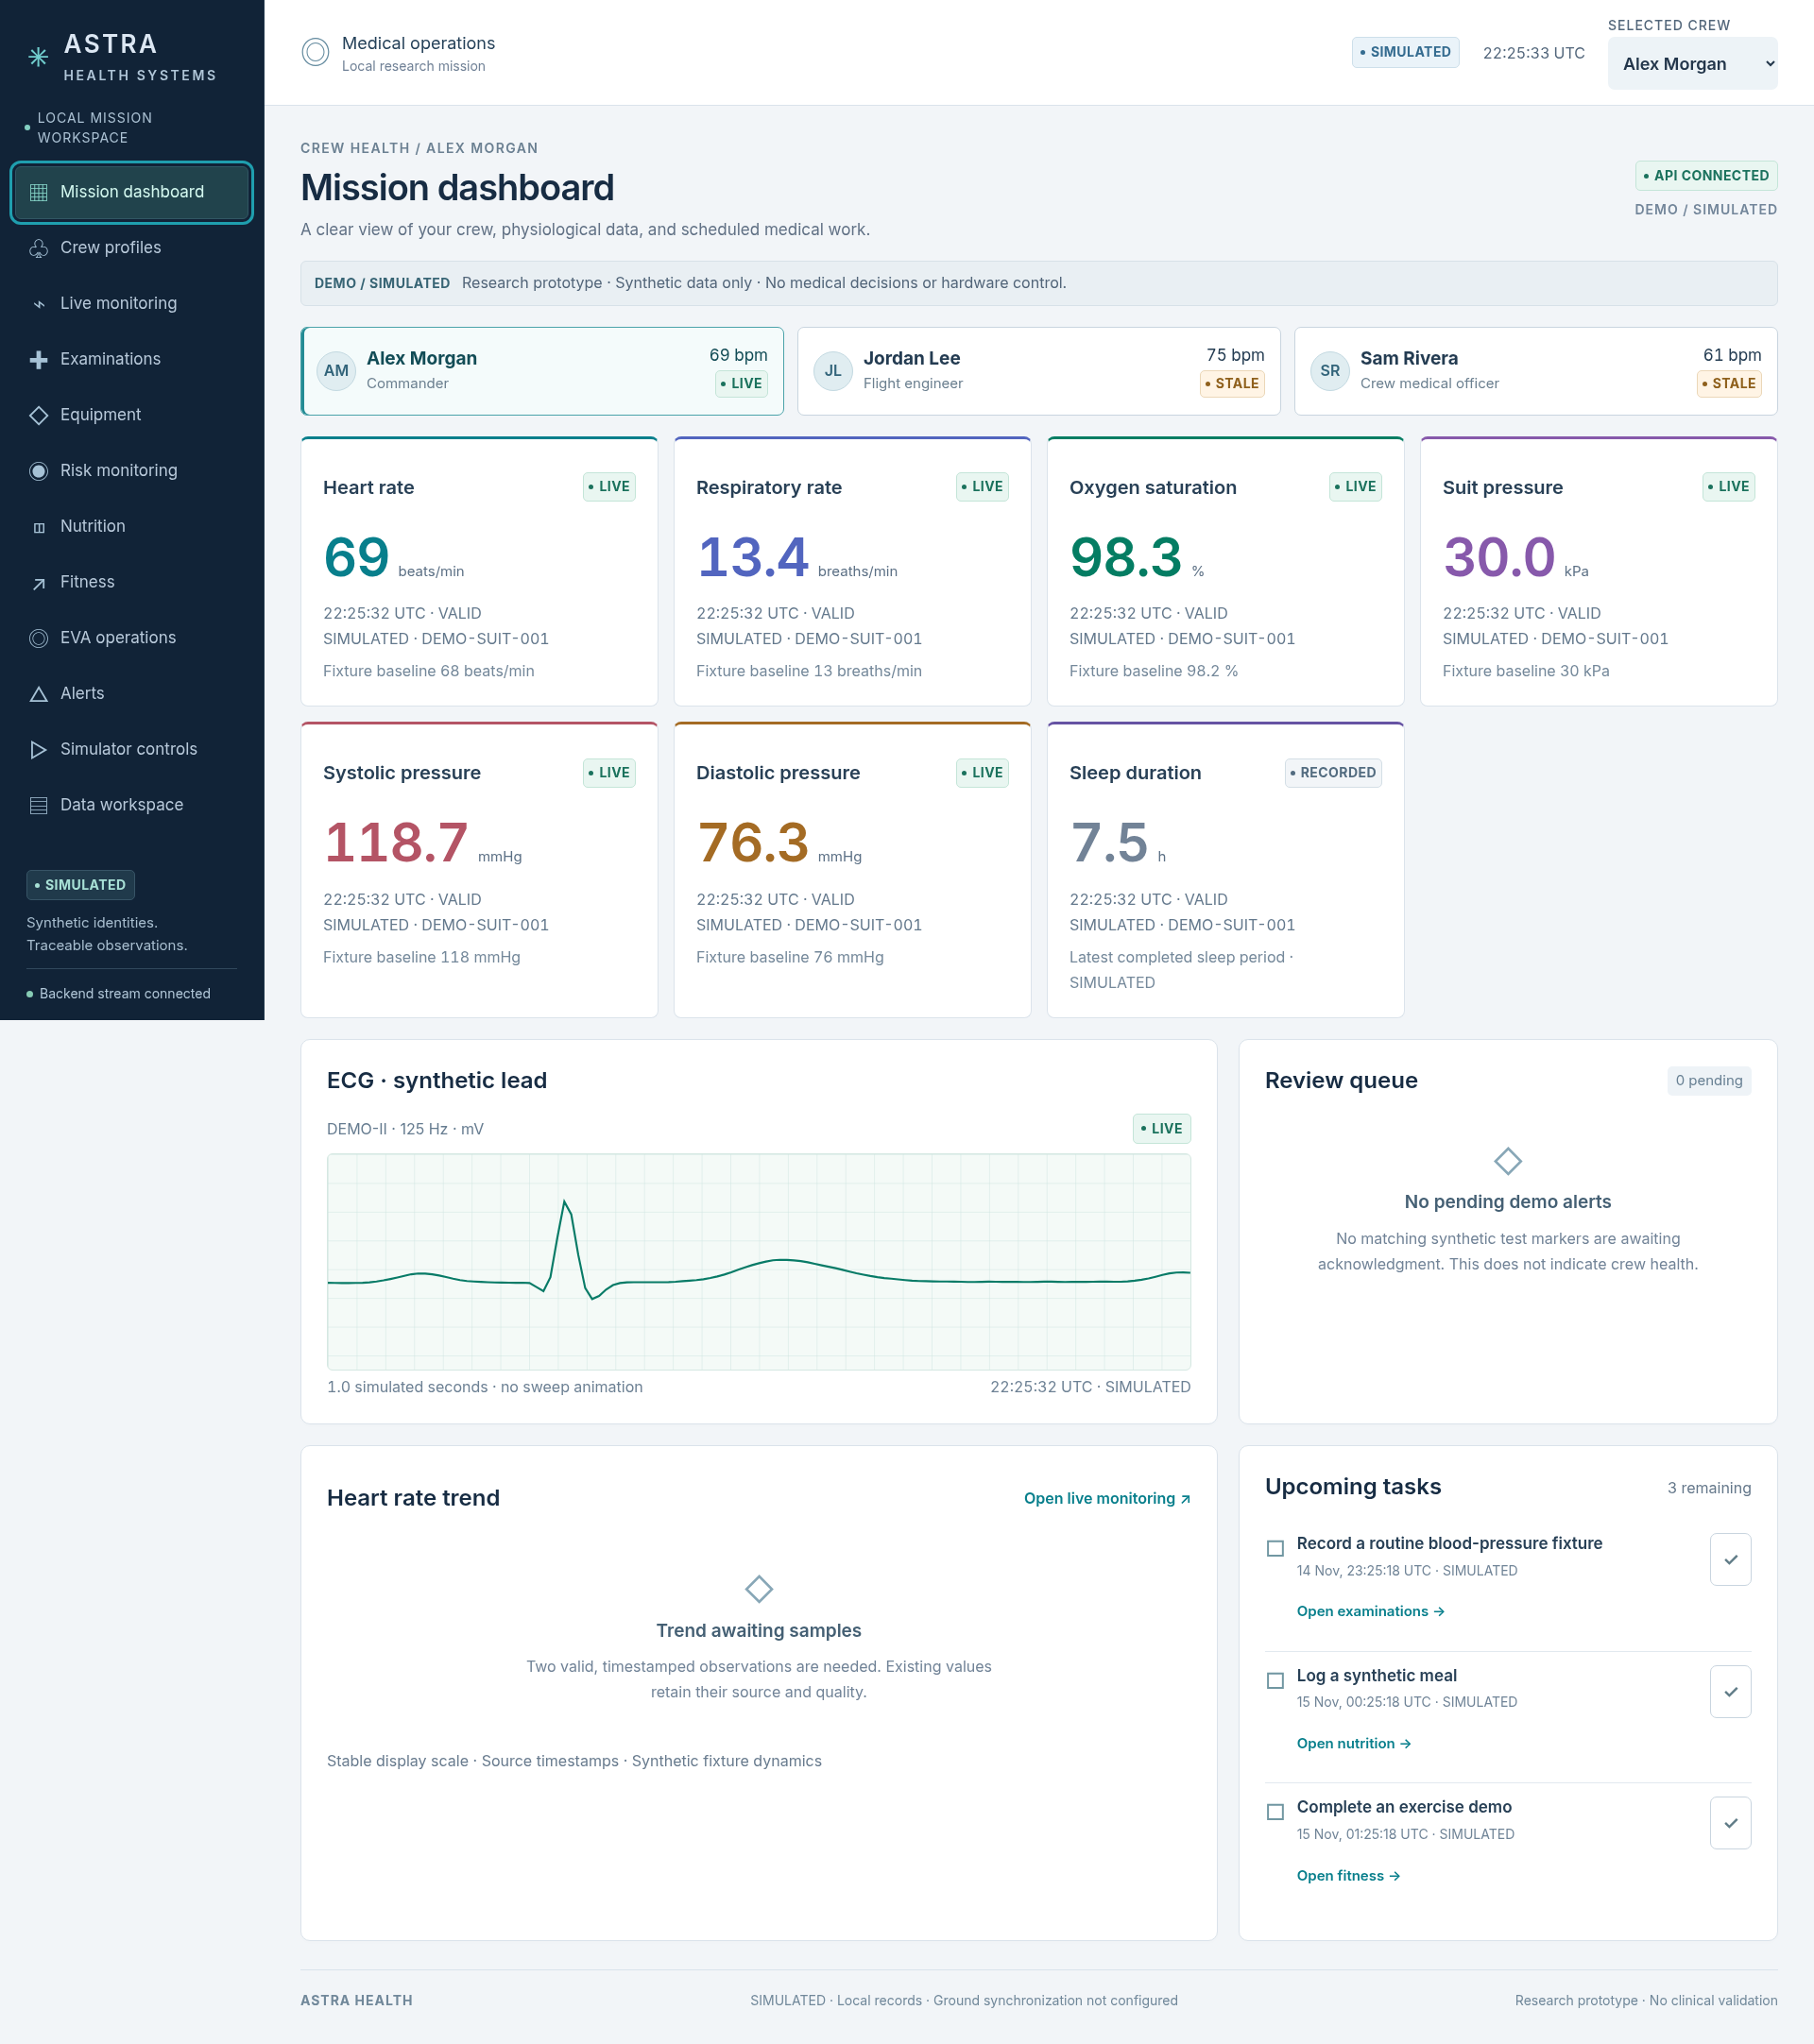 ASTRA
HEALTH SYSTEMS
LOCAL MISSION
WORKSPACE
Mission dashboard
Crew profiles
Live monitoring
Examinations
Equipment
Risk monitoring
Nutrition
Fitness
EVA operations
Alerts
Simulator controls
Data workspace
SIMULATED
Synthetic identities.
Traceable observations.
Backend stream connected
Medical operations
Local research mission
SIMULATED
22:25:33 UTC
SELECTED CREW
Alex Morgan
CREW HEALTH / ALEX MORGAN
Mission dashboard
A clear view of your crew, physiological data, and scheduled medical work.
API CONNECTED
DEMO / SIMULATED
DEMO / SIMULATED Research prototype · Synthetic data only · No medical decisions or hardware control.
AM
Alex Morgan
Commander
69 bpm
LIVE
JL
Jordan Lee
Flight engineer
75 bpm
STALE
SR
Sam Rivera
Crew medical officer
61 bpm
STALE
Heart rate
LIVE
69 beats/min
22:25:32 UTC · VALID
SIMULATED · DEMO-SUIT-001
Fixture baseline 68 beats/min
Respiratory rate
LIVE
13.4 breaths/min
22:25:32 UTC · VALID
SIMULATED · DEMO-SUIT-001
Fixture baseline 13 breaths/min
Oxygen saturation
LIVE
98.3 %
22:25:32 UTC · VALID
SIMULATED · DEMO-SUIT-001
Fixture baseline 98.2 %
Suit pressure
LIVE
30.0 kPa
22:25:32 UTC · VALID
SIMULATED · DEMO-SUIT-001
Fixture baseline 30 kPa
Systolic pressure
LIVE
118.7 mmHg
22:25:32 UTC · VALID
SIMULATED · DEMO-SUIT-001
Fixture baseline 118 mmHg
Diastolic pressure
LIVE
76.3 mmHg
22:25:32 UTC · VALID
SIMULATED · DEMO-SUIT-001
Fixture baseline 76 mmHg
Sleep duration
RECORDED
7.5 h
22:25:32 UTC · VALID
SIMULATED · DEMO-SUIT-001
Latest completed sleep period ·
SIMULATED
ECG · synthetic lead
DEMO-II · 125 Hz · mV
LIVE
1.0 simulated seconds · no sweep animation
22:25:32 UTC · SIMULATED
Review queue
0 pending
No pending demo alerts
No matching synthetic test markers are awaiting
acknowledgment. This does not indicate crew health.
Heart rate trend
Open live monitoring ↗
Trend awaiting samples
Two valid, timestamped observations are needed. Existing values
retain their source and quality.
Stable display scale · Source timestamps · Synthetic fixture dynamics
Upcoming tasks
3 remaining
Record a routine blood-pressure fixture
14 Nov, 23:25:18 UTC · SIMULATED
Open examinations →
Log a synthetic meal
15 Nov, 00:25:18 UTC · SIMULATED
Open nutrition →
Complete an exercise demo
15 Nov, 01:25:18 UTC · SIMULATED
Open fitness →
ASTRA HEALTH
SIMULATED · Local records · Ground synchronization not configured
Research prototype · No clinical validation